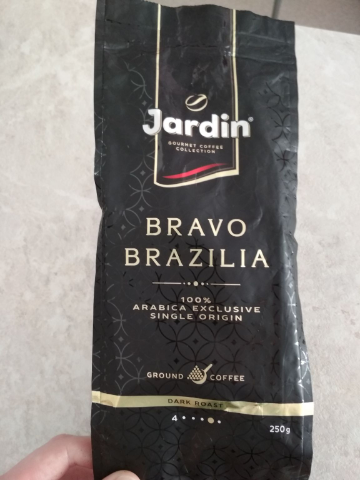 Jardin®
GOURMET COFFEE
COLLECTION
BRAVO
BRAZILIA
100%
ARABICA EXCLUSIVE
SINGLE ORIGIN
GROUND COFFEE
DARK ROAST
4
250g